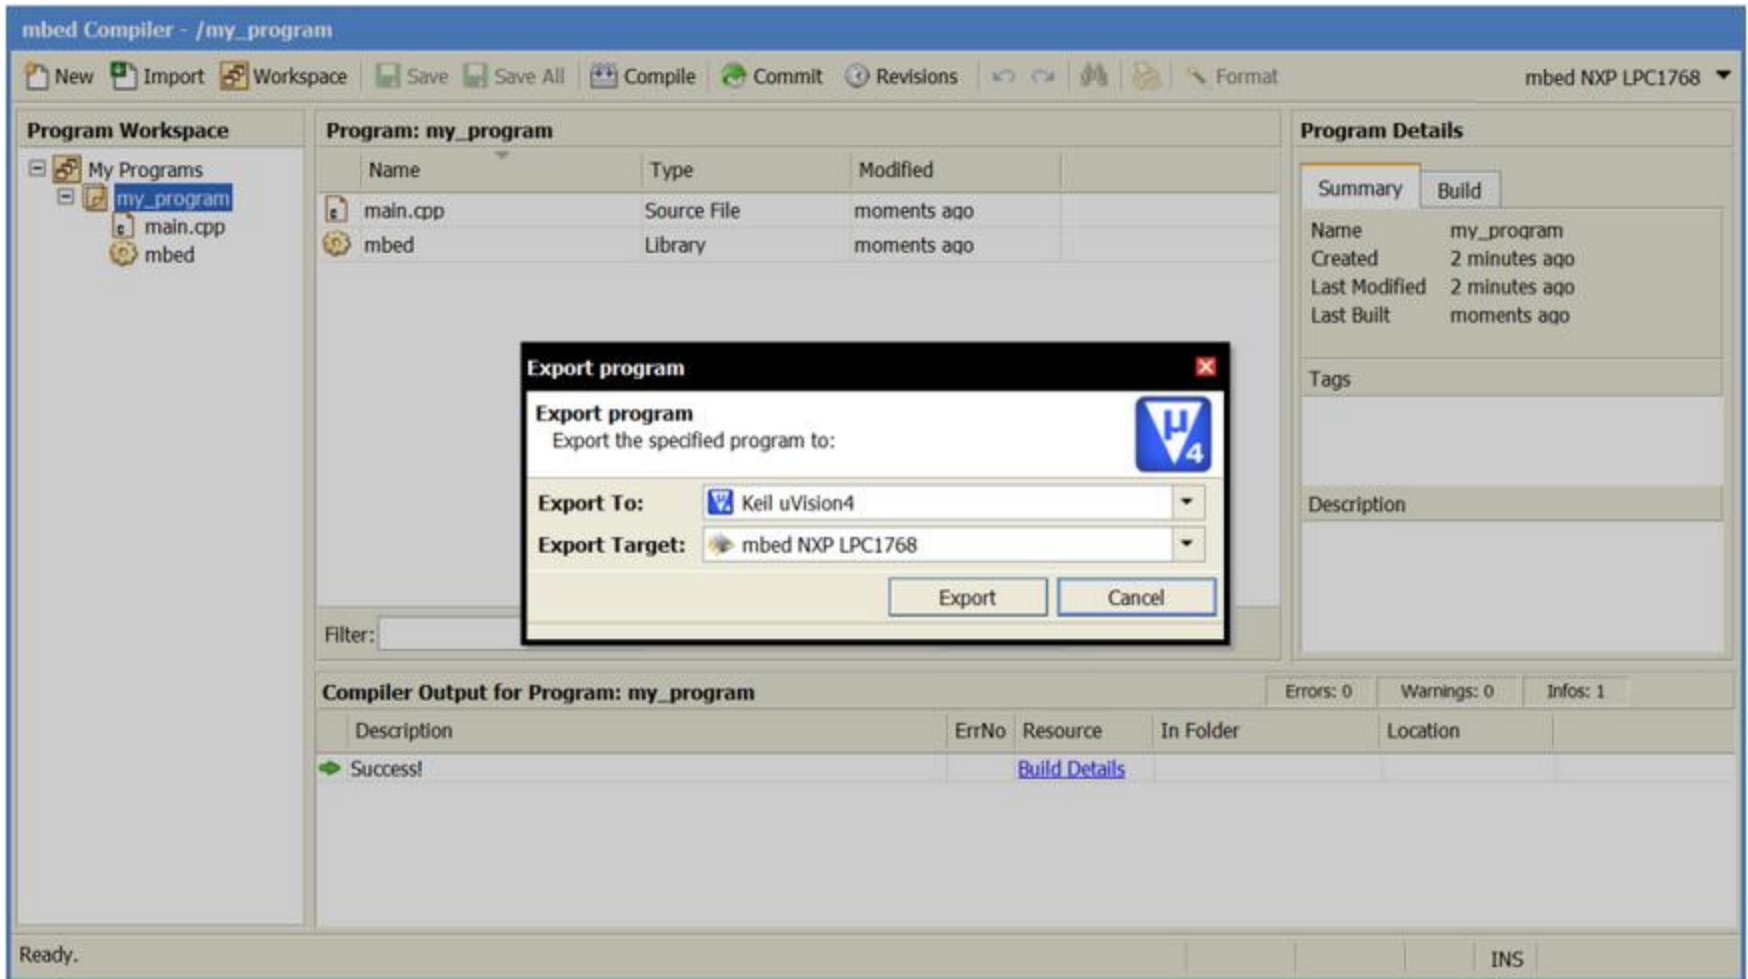 mbed Compiler - /my_program
New Import Workspace Save Save All Compile Commit Revisions Format mbed NXP LPC1768
Program Workspace
My Programs
my_program
main.cpp
mbed
Program: my_program
Name Type Modified
main.cpp Source File moments ago
mbed Library moments ago
Filter:
Program Details
Summary Build
Name my_program
Created 2 minutes ago
Last Modified 2 minutes ago
Last Built moments ago
Tags
Description
Export program
Export program
Export the specified program to:
µ4
Export To: Keil uVision4
Export Target: mbed NXP LPC1768
Export Cancel
Compiler Output for Program: my_program Errors: 0 Warnings: 0 Infos: 1
Description ErrNo Resource In Folder Location
Success! Build Details
Ready. INS